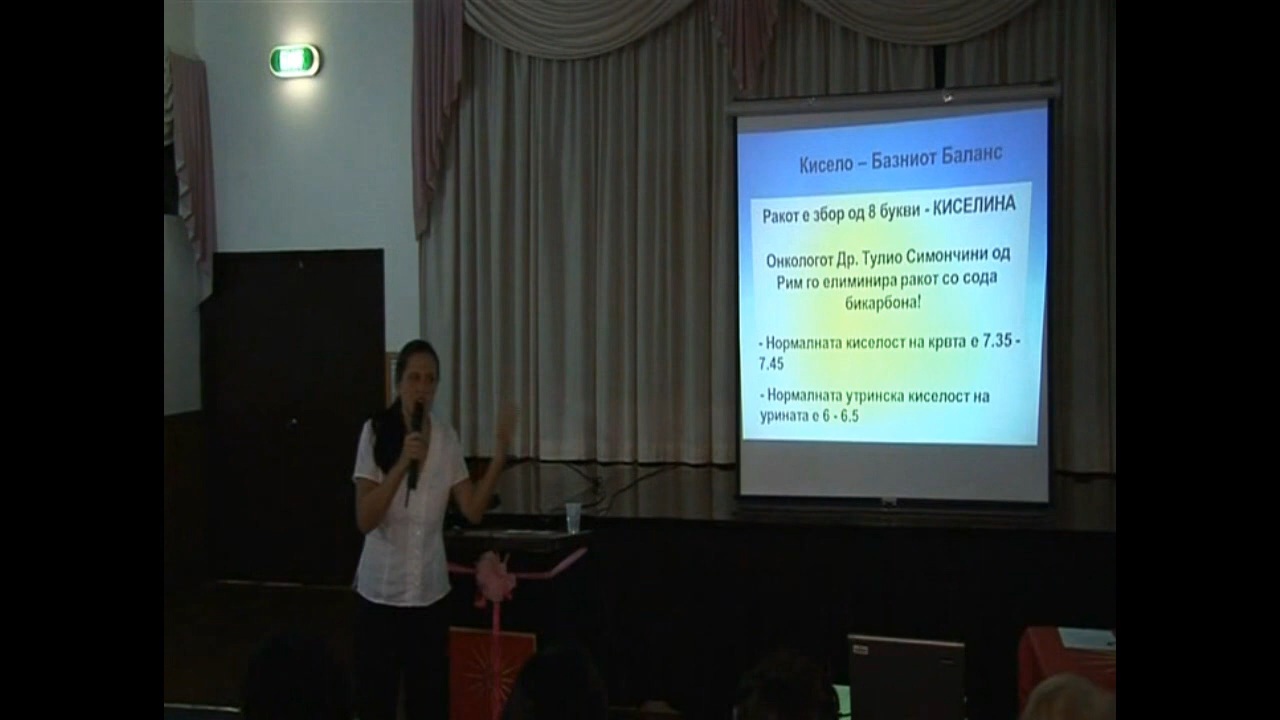 Кисело – Базниот Баланс
Ракот е збор од 8 букви - КИСЕЛИНА
Онкологот Др. Тулио Симончини од
Рим го елиминира ракот со сода
бикарбона!
- Нормалната киселост на крвта е 7.35 -
7.45
- Нормалната утринска киселост на
урината е 6 - 6.5